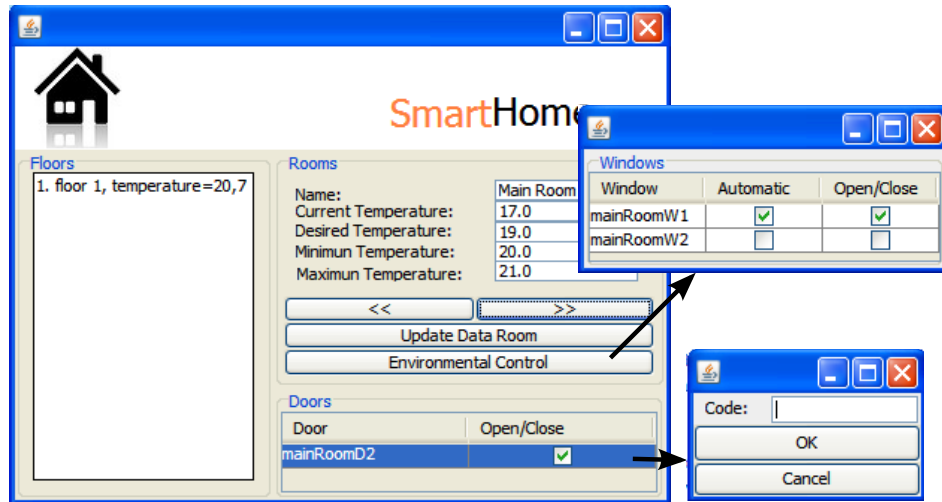 SmartHome
Floors
1. floor 1, temperature=20,7
Rooms
Name: Main Room
Current Temperature: 17.0
Desired Temperature: 19.0
Minimun Temperature: 20.0
Maximun Temperature: 21.0
<< >>
Update Data Room
Environmental Control
Doors
Door Open/Close
mainRoomD2
Windows
Window Automatic Open/Close
mainRoomW1
mainRoomW2
Code:
OK
Cancel